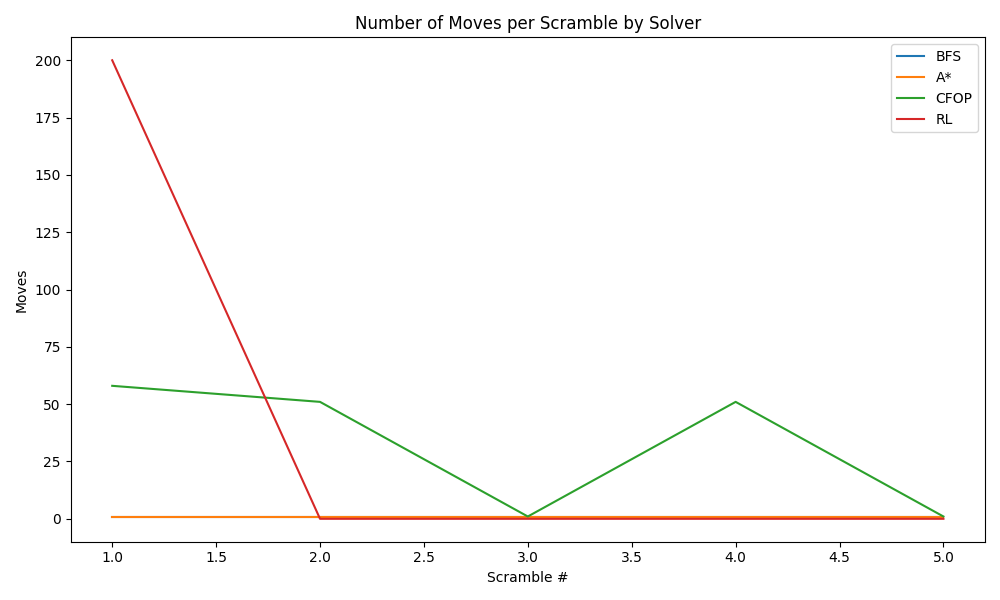 Number of Moves per Scramble by Solver
BFS
A*
CFOP
RL
200
175
150
125
100
75
50
25
0
Moves
1.0 1.5 2.0 2.5 3.0 3.5 4.0 4.5 5.0
Scramble #